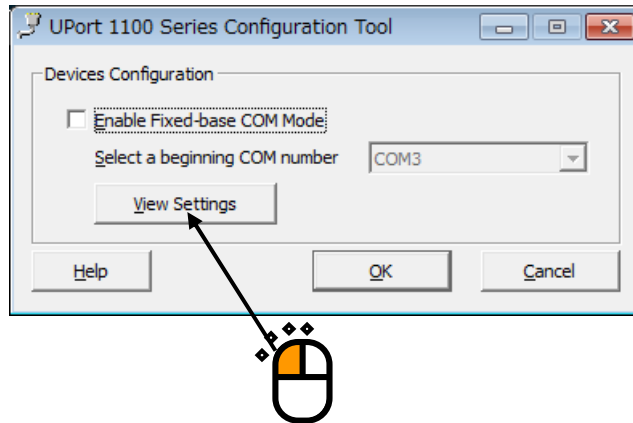 UPort 1100 Series Configuration Tool
Devices Configuration
Enable Fixed-base COM Mode
Select a beginning COM number COM3
View Settings
Help OK Cancel